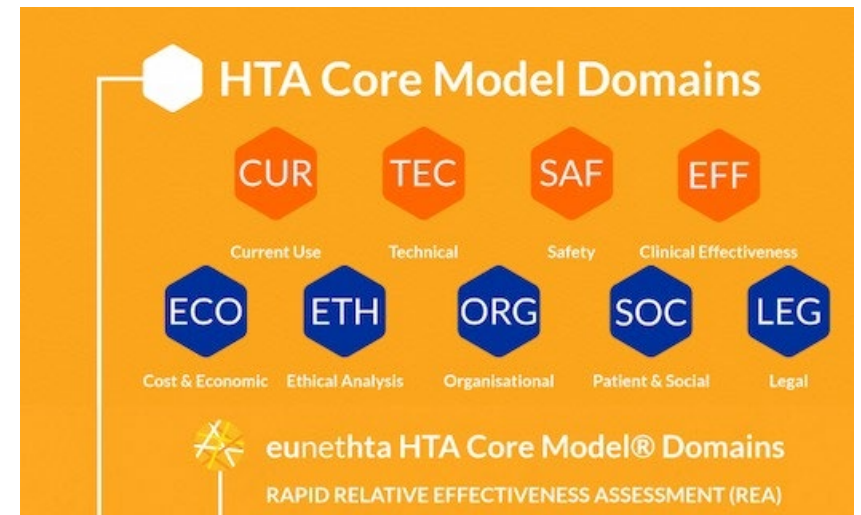 HTA Core Model Domains
CUR TEC SAF EFF
Current Use Technical Safety Clinical Effectiveness
ECO ETH ORG SOC LEG
Cost & Economic Ethical Analysis Organisational Patient & Social Legal
eunethta HTA Core Model® Domains
RAPID RELATIVE EFFECTIVENESS ASSESSMENT (REA)